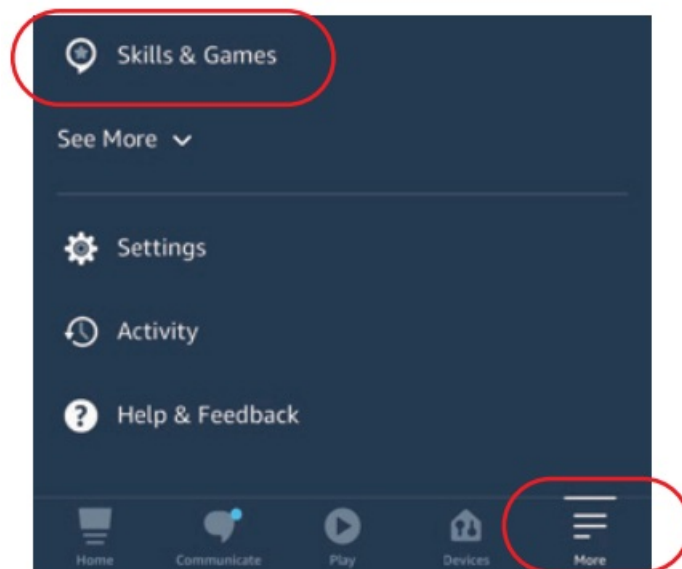 Skills & Games
See More
Settings
Activity
Help & Feedback
Home Communicate Play Devices More